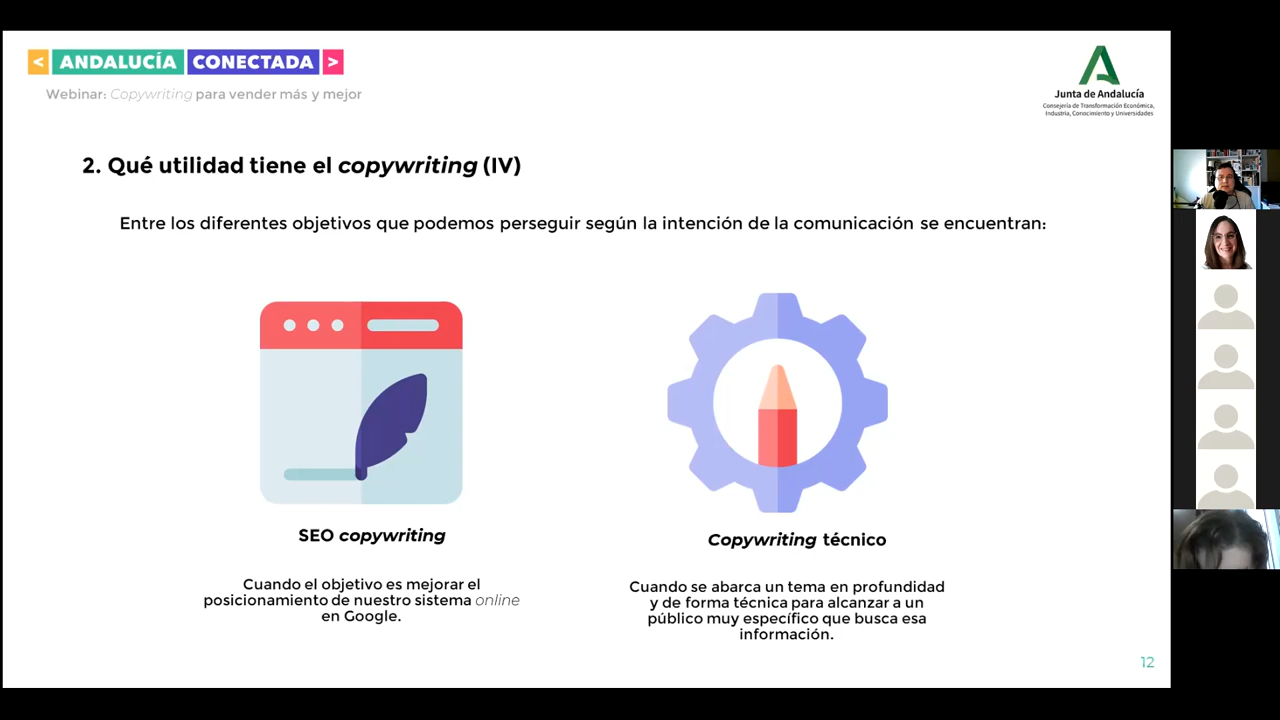 < ANDALUCÍA CONECTADA >
Webinar: Copywriting para vender más y mejor
Junta de Andalucía
Consejería de Transformación Económica,
Industria, Conocimiento y Universidades
2. Qué utilidad tiene el copywriting (IV)
Entre los diferentes objetivos que podemos perseguir según la intención de la comunicación se encuentran:
SEO copywriting
Cuando el objetivo es mejorar el
posicionamiento de nuestro sistema online
en Google.
Copywriting técnico
Cuando se abarca un tema en profundidad
y de forma técnica para alcanzar a un
público muy específico que busca esa
información.
12